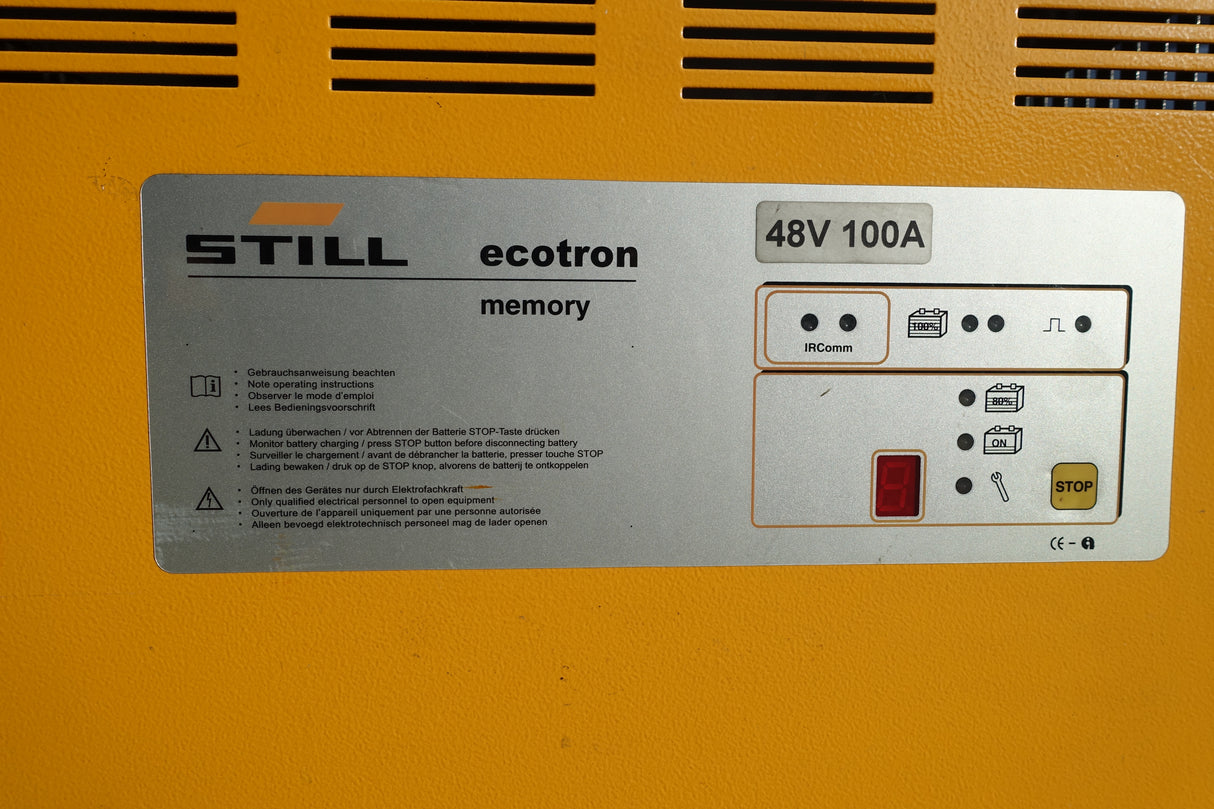 STILL
ecotron
memory
48V 100A
IRComm
100%
80%
ON
STOP
• Gebrauchsanweisung beachten
• Note operating instructions
• Observer le mode d'emploi
• Lees Bedieningsvoorschrift
• Ladung überwachen / vor Abtrennen der Batterie STOP-Taste drücken
• Monitor battery charging / press STOP button before disconnecting battery
• Surveiller le chargement / avant de débrancher la batterie, presser touche STOP
• Lading bewaken / druk op de STOP knop, alvorens de batterij te ontkoppelen
• Öffnen des Gerätes nur durch Elektrofachkraft
• Only qualified electrical personnel to open equipment
• Ouverture de l'appareil uniquement par une personne autorisée
• Alleen bevoegd elektrotechnisch personeel mag de lader openen
CE –